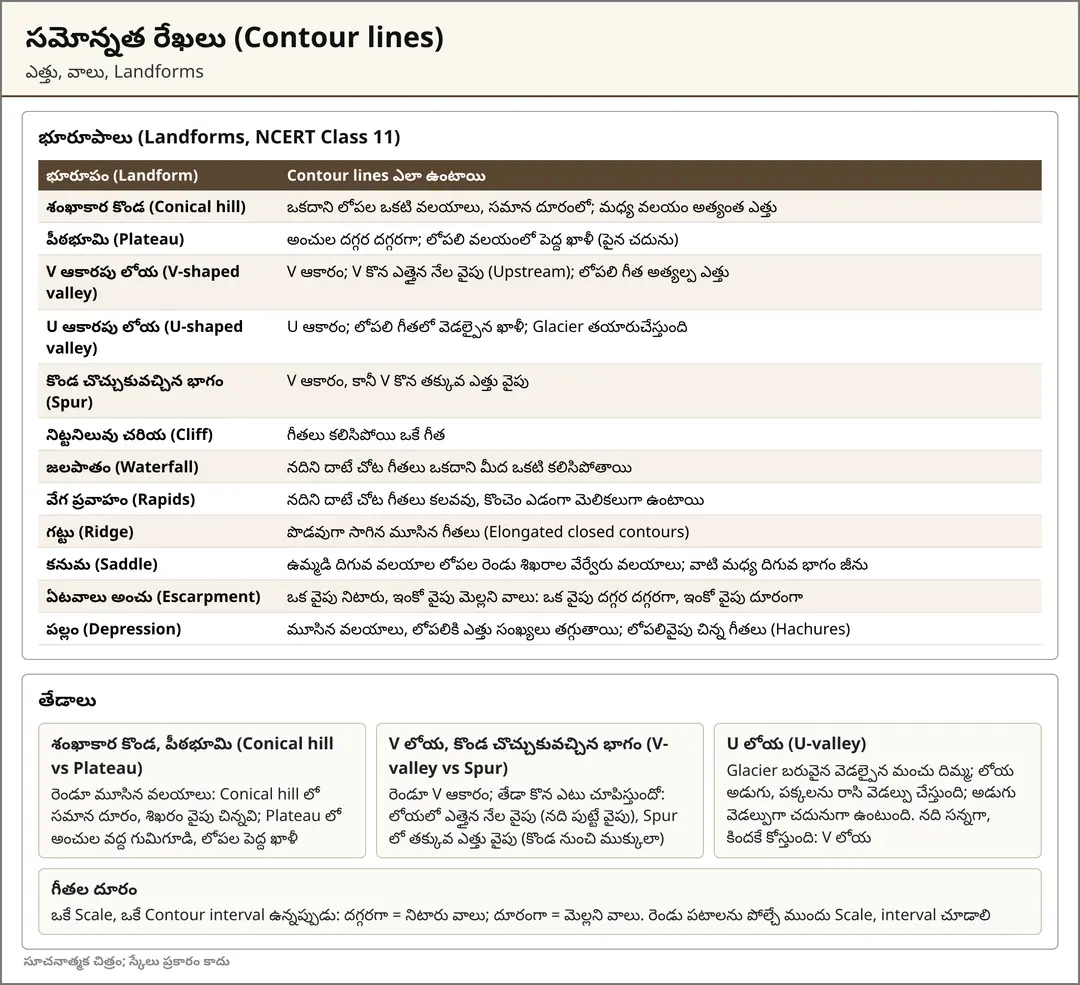 సమోన్నత రేఖలు (Contour lines)
ఎత్తు, వాలు, Landforms
భూరూపాలు (Landforms, NCERT Class 11)
భూరూపం (Landform) Contour lines ఎలా ఉంటాయి
శంఖాకార కొండ (Conical hill) ఒకదాని లోపల ఒకటి వలయాలు, సమాన దూరంలో; మధ్య వలయం అత్యంత ఎత్తు
పీఠభూమి (Plateau) అంచుల దగ్గర దగ్గరగా; లోపలి వలయంలో పెద్ద ఖాళీ (పైన చదును)
V ఆకారపు లోయ (V-shaped V ఆకారం; V కొన ఎత్తైన నేల వైపు (Upstream); లోపలి గీత అత్యల్ప ఎత్తు
valley)
U ఆకారపు లోయ (U-shaped U ఆకారం; లోపలి గీతలో వెడల్పైన ఖాళీ; Glacier తయారుచేస్తుంది
valley)
కొండ చొచ్చుకువచ్చిన భాగం V ఆకారం, కానీ V కొన తక్కువ ఎత్తు వైపు
(Spur)
నిట్టనిలువు చరియ (Cliff) గీతలు కలిసిపోయి ఒకే గీత
జలపాతం (Waterfall) నదిని దాటే చోట గీతలు ఒకదాని మీద ఒకటి కలిసిపోతాయి
వేగ ప్రవాహం (Rapids) నదిని దాటే చోట గీతలు కలవవు, కొంచెం ఎడంగా మెలికలుగా ఉంటాయి
గట్టు (Ridge) పొడవుగా సాగిన మూసిన గీతలు (Elongated closed contours)
కనుమ (Saddle) ఉమ్మడి దిగువ వలయాల లోపల రెండు శిఖరాల వేర్వేరు వలయాలు; వాటి మధ్య దిగువ భాగం జీను
ఏటవాలు అంచు (Escarpment) ఒక వైపు నిటారు, ఇంకో వైపు మెల్లని వాలు: ఒక వైపు దగ్గర దగ్గరగా, ఇంకో వైపు దూరంగా
పల్లం (Depression) మూసిన వలయాలు, లోపలికి ఎత్తు సంఖ్యలు తగ్గుతాయి; లోపలివైపు చిన్న గీతలు (Hachures)
తేడాలు
శంఖాకార కొండ, పీఠభూమి (Conical hill
vs Plateau)
రెండూ మూసిన వలయాలు: Conical hill లో
సమాన దూరం, శిఖరం వైపు చిన్నవి; Plateau లో
అంచుల వద్ద గుమిగూడి, లోపల పెద్ద ఖాళీ
V లోయ, కొండ చొచ్చుకువచ్చిన భాగం (V-
valley vs Spur)
రెండూ V ఆకారం; తేడా కొన ఎటు చూపిస్తుందో:
లోయలో ఎత్తైన నేల వైపు (నది పుట్టే వైపు), Spur
లో తక్కువ ఎత్తు వైపు (కొండ నుంచి ముక్కులా)
U లోయ (U-valley)
Glacier బరువైన వెడల్పైన మంచు దిమ్మ; లోయ
అడుగు, పక్కలను రాసి వెడల్పు చేస్తుంది; అడుగు
వెడల్పుగా చదునుగా ఉంటుంది. నది సన్నగా,
కిందకే కోస్తుంది: V లోయ
గీతల దూరం
ఒకే Scale, ఒకే Contour interval ఉన్నప్పుడు: దగ్గరగా = నిటారు వాలు; దూరంగా = మెల్లని వాలు. రెండు పటాలను పోల్చే ముందు Scale, interval చూడాలి
సూచనాత్మక చిత్రం; స్కేలు ప్రకారం కాదు